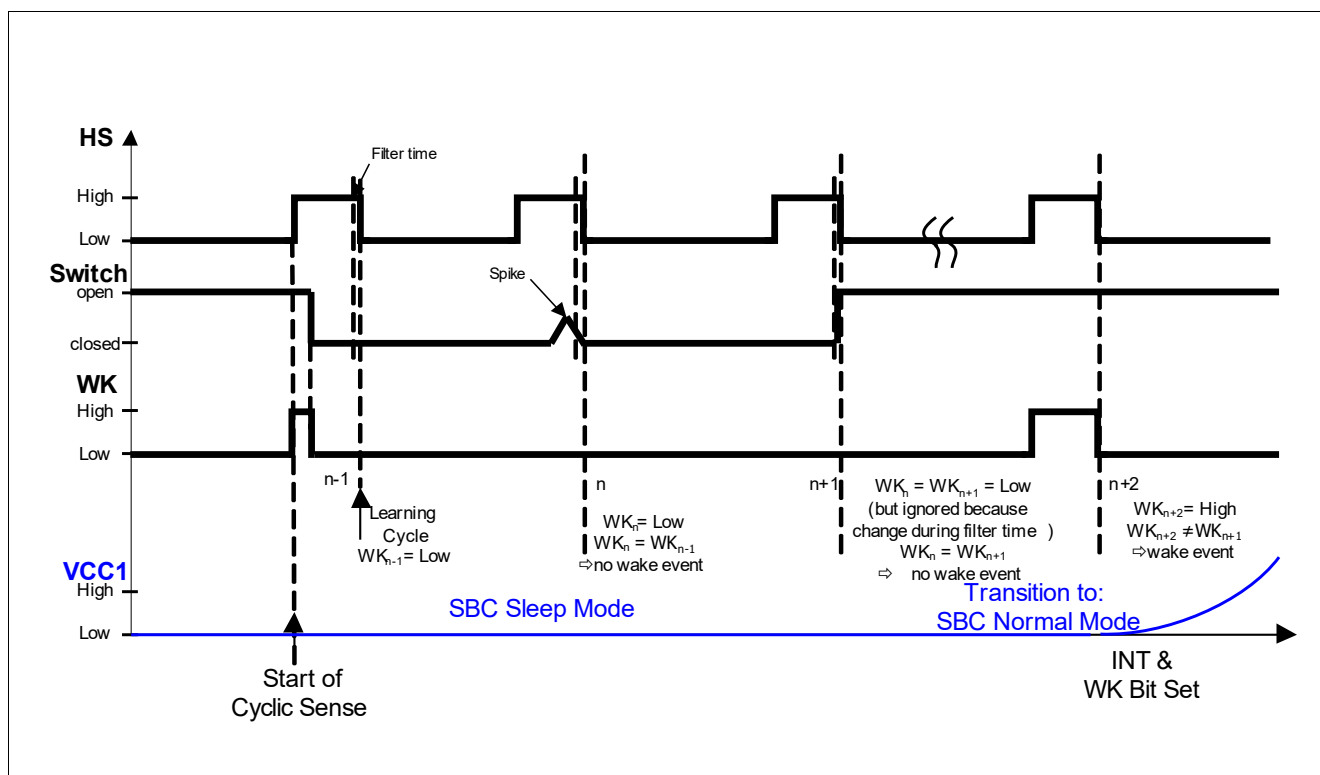 HS
Filter time
High
Low
Switch
open
Spike
closed
WK
High
Low
n-1
n
n+1
n+2
Learning
Cycle
WKn-1= Low
WKn= Low
WKn = WKn-1
⇨no wake event
WKn = WKn+1 = Low
(but ignored because
change during filter time )
WKn = WKn+1
⇨ no wake event
WKn+2= High
WKn+2 ≠WKn+1
⇨wake event
VCC1
High
Low
SBC Sleep Mode
Transition to:
SBC Normal Mode
Start of
Cyclic Sense
INT &
WK Bit Set